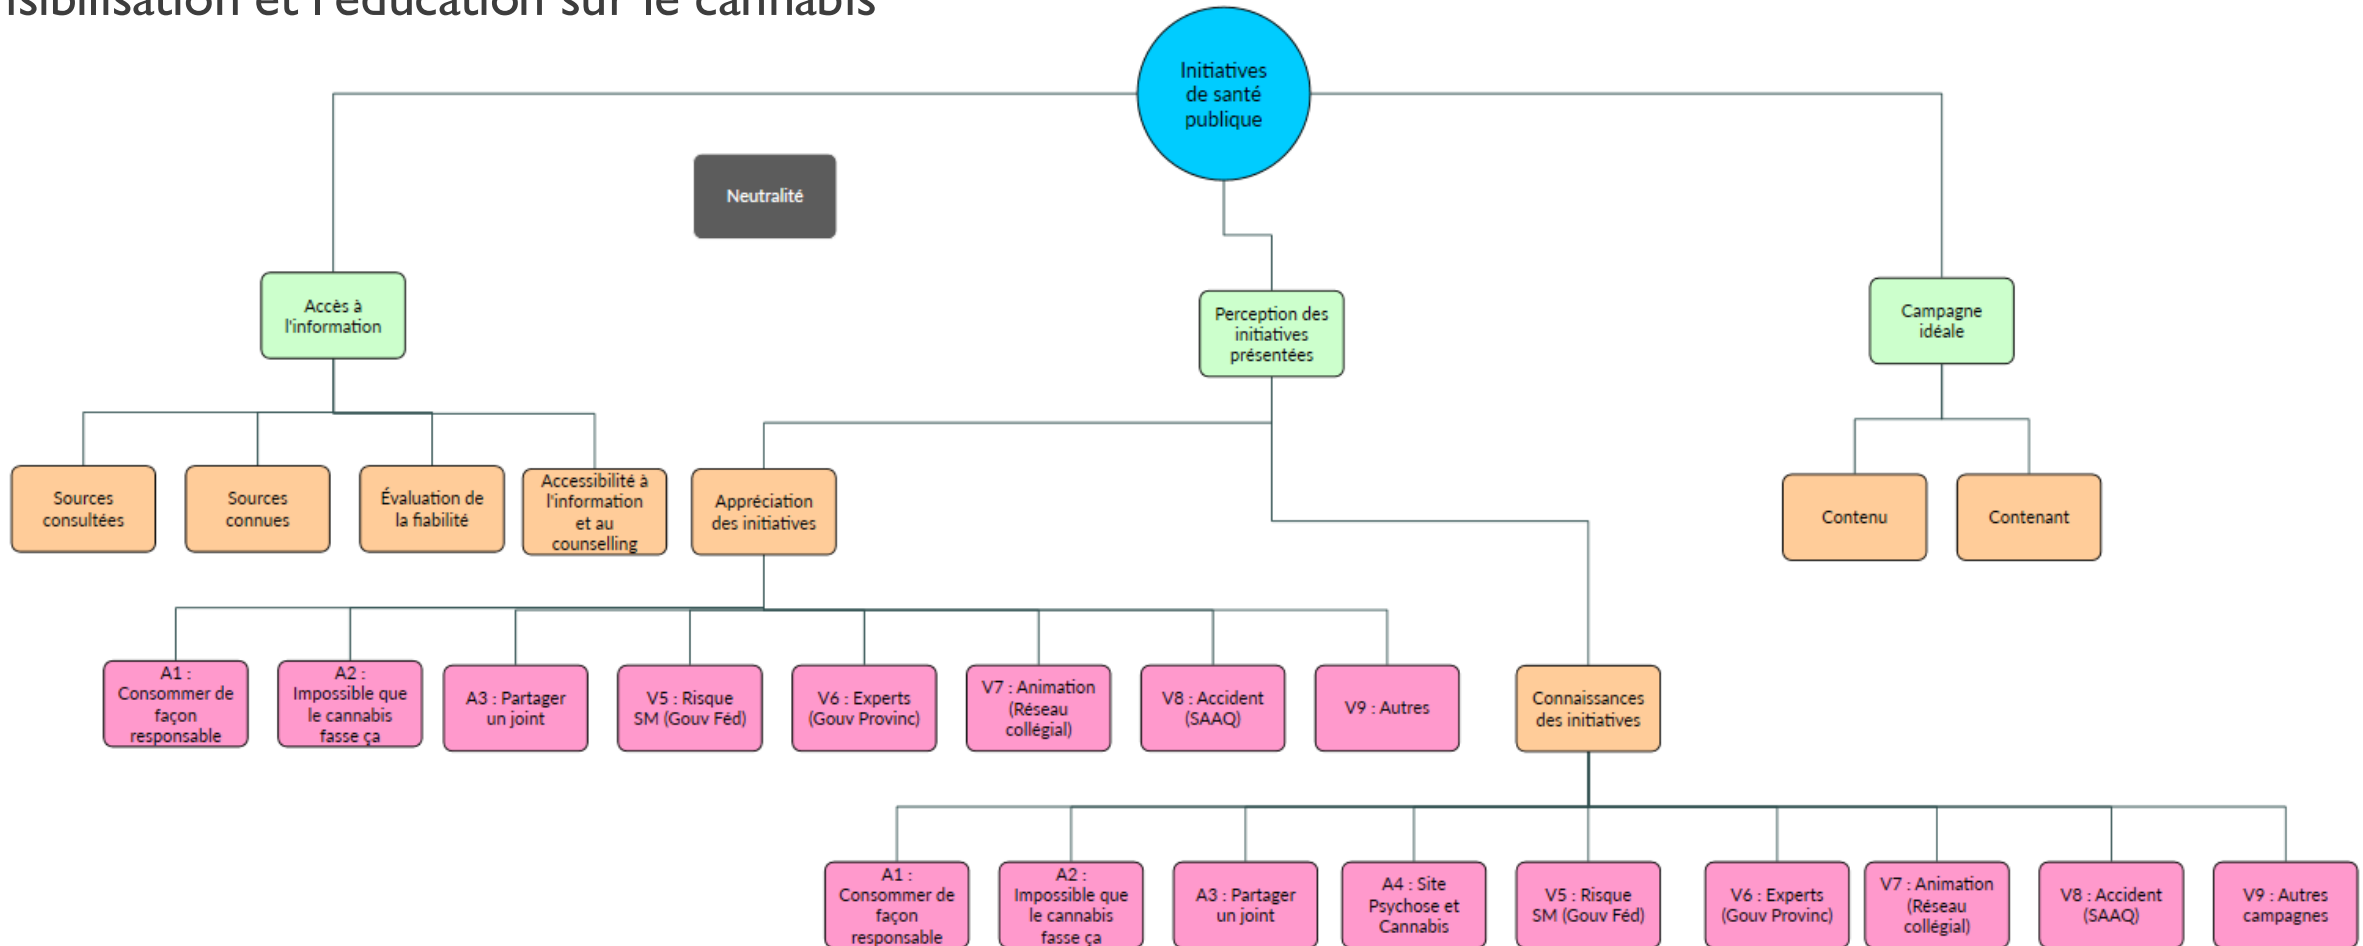 l'éducation sur le cannabis
Initiatives
de santé
publique
Neutralité
Accès à
l'information
Perception des
initiatives
présentées
Campagne
idéale
Sources
consultées
Sources
connues
Évaluation de
la fiabilité
Accessibilité à
l'information
et au
counselling
Appréciation
des initiatives
Contenu
Contenant
A1 :
Consommer de
façon
responsable
A2 :
Impossible que
le cannabis
fasse ça
A3 : Partager
un joint
V5 : Risque
SM (Gouv Féd)
V6 : Experts
(Gouv Provinc)
V7 : Animation
(Réseau
collégial)
V8 : Accident
(SAAQ)
V9 : Autres
Connaissances
des initiatives
A1 :
Consommer de
façon
responsable
A2 :
Impossible que
le cannabis
fasse ça
A3 : Partager
un joint
A4 : Site
Psychose et
Cannabis
V5 : Risque
SM (Gouv Féd)
V6 : Experts
(Gouv Provinc)
V7 : Animation
(Réseau
collégial)
V8 : Accident
(SAAQ)
V9 : Autres
campagnes